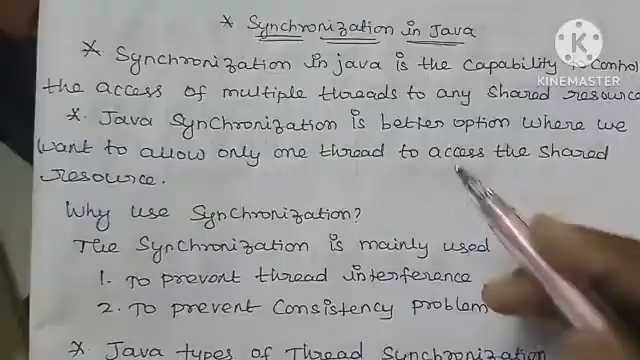 * Synchronization in Java
* Synchronization in java is the capability to control
the access of multiple threads to any shared resource
* Java Synchronization is better option where we
want to allow only one thread to access the shared
resource.
Why use Synchronization?
The Synchronization is mainly used
1. To prevent thread interference
2. To prevent Consistency problem
* Java types of Thread Synchronization
KINEMASTER